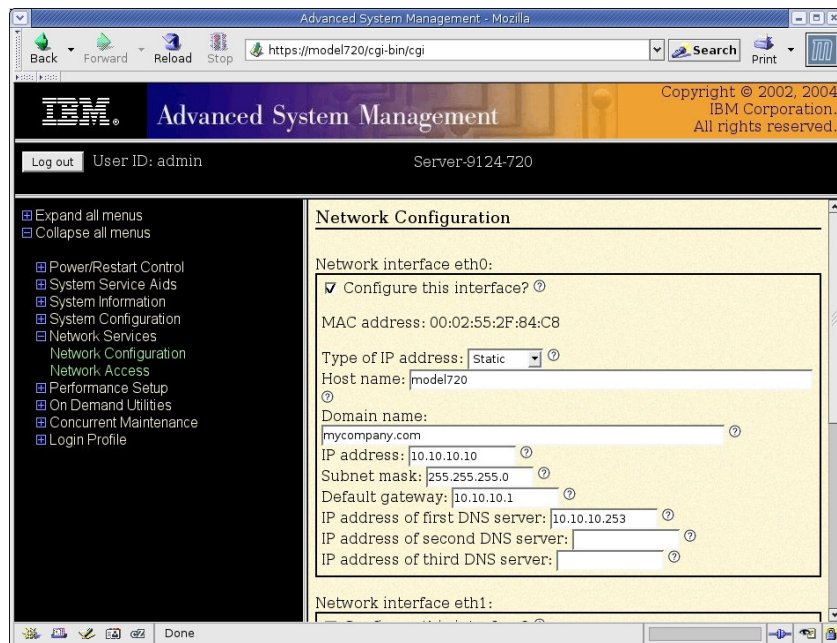 Advanced System Management - Mozilla
Back Forward Reload Stop https://model720/cgi-bin/cgi Search Print
IBM. Advanced System Management
Copyright © 2002, 2004
IBM Corporation.
All rights reserved.
Log out User ID: admin Server-9124-720
Expand all menus
Collapse all menus
Power/Restart Control
System Service Aids
System Information
System Configuration
Network Services
Network Configuration
Network Access
Performance Setup
On Demand Utilities
Concurrent Maintenance
Login Profile
Network Configuration
Network interface eth0:
Configure this interface? ?
MAC address: 00:02:55:2F:84:C8
Type of IP address: Static ?
Host name: model720
?
Domain name:
mycompany.com ?
IP address: 10.10.10.10 ?
Subnet mask: 255.255.255.0 ?
Default gateway: 10.10.10.1 ?
IP address of first DNS server: 10.10.10.253 ?
IP address of second DNS server: ?
IP address of third DNS server: ?
Network interface eth1:
Done